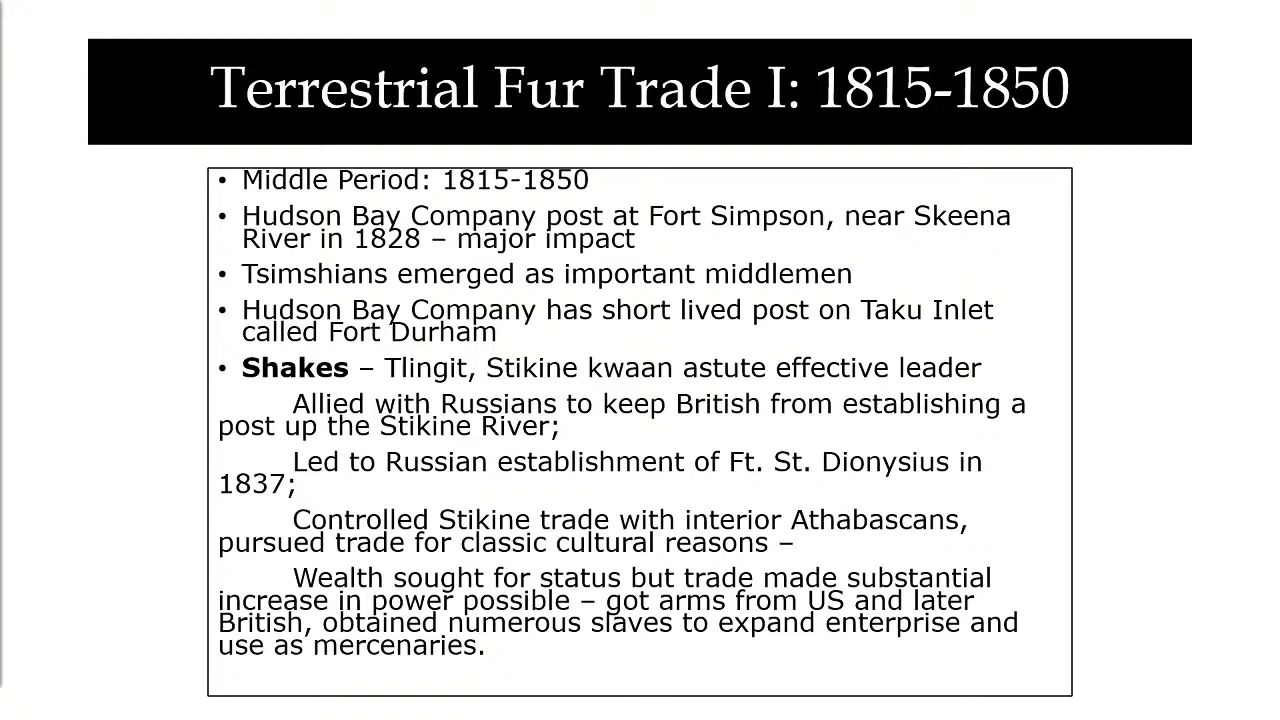 Terrestrial Fur Trade I: 1815-1850
• Middle Period: 1815-1850
• Hudson Bay Company post at Fort Simpson, near Skeena
River in 1828 – major impact
• Tsimshians emerged as important middlemen
• Hudson Bay Company has short lived post on Taku Inlet
called Fort Durham
• Shakes – Tlingit, Stikine kwaan astute effective leader
Allied with Russians to keep British from establishing a
post up the Stikine River;
Led to Russian establishment of Ft. St. Dionysius in
1837;
Controlled Stikine trade with interior Athabascans,
pursued trade for classic cultural reasons –
Wealth sought for status but trade made substantial
increase in power possible – got arms from US and later
British, obtained numerous slaves to expand enterprise and
use as mercenaries.